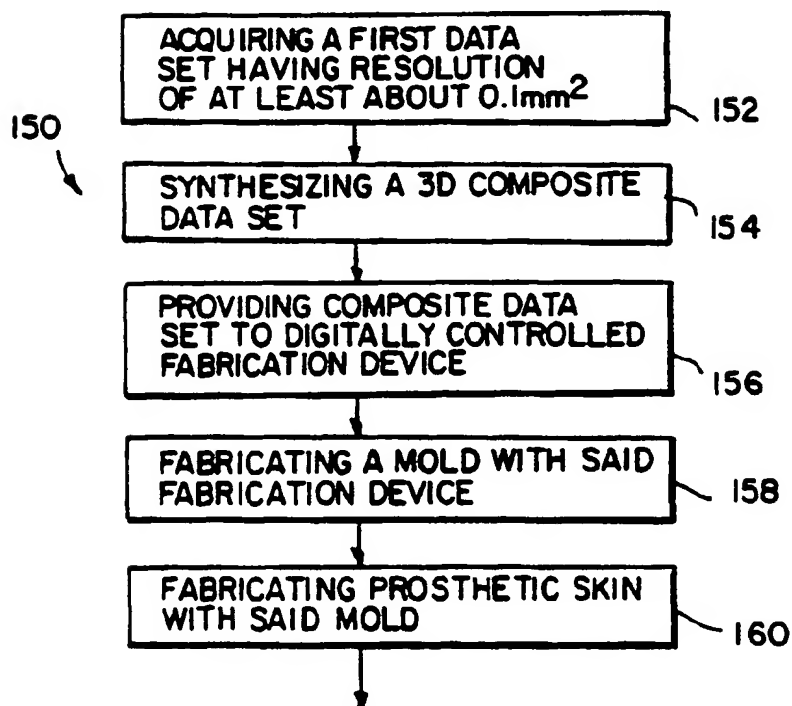 ACQUIRING A FIRST DATA
SET HAVING RESOLUTION
OF AT LEAST ABOUT 0.1mm²
152
150
SYNTHESIZING A 3D COMPOSITE
DATA SET
154
PROVIDING COMPOSITE DATA
SET TO DIGITALLY CONTROLLED
FABRICATION DEVICE
156
FABRICATING A MOLD WITH SAID
FABRICATION DEVICE
158
FABRICATING PROSTHETIC SKIN
WITH SAID MOLD
160